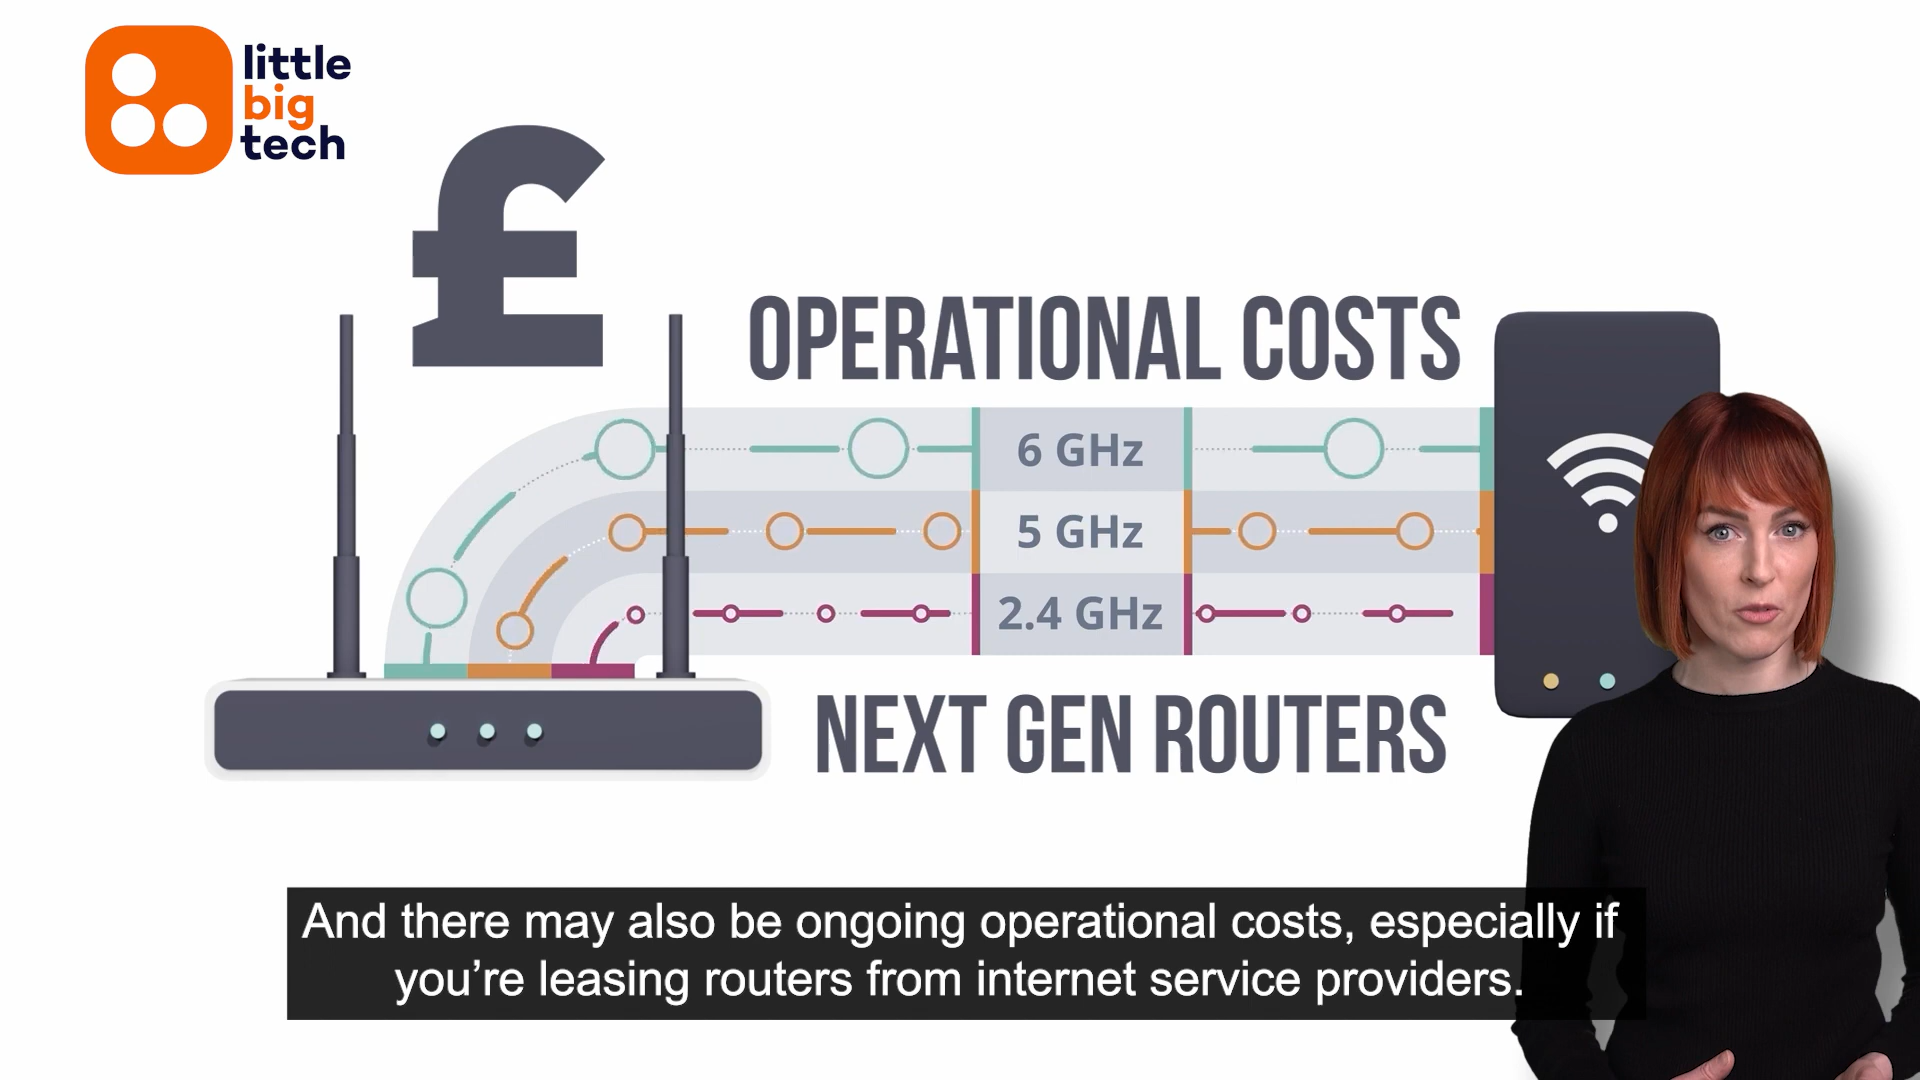 little
big
tech
£
OPERATIONAL COSTS
6 GHz
5 GHz
2.4 GHz
NEXT GEN ROUTERS
And there may also be ongoing operational costs, especially if
you’re leasing routers from internet service providers.